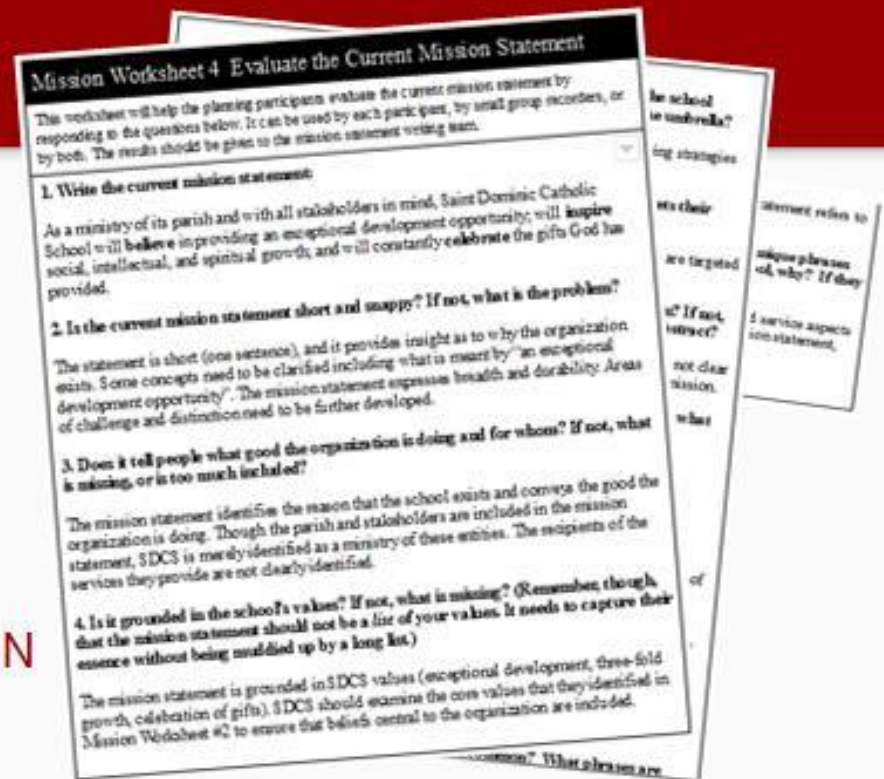 Mission Worksheet 4 Evaluate the Current Mission Statement
This worksheet will help the planning participants evaluate the current mission statement by
responding to the questions below. It can be used by each participant, by small group recorders, or
by both. The results should be given to the mission statement writing team.
1. Write the current mission statement:
As a ministry of its parish and with all stakeholders in mind, Saint Dominic Catholic
School will believe in providing an exceptional development opportunity; will inspire
social, intellectual, and spiritual growth; and will constantly celebrate the gifts God has
provided.
2. Is the current mission statement short and snappy? If not, what is the problem?
The statement is short (one sentence), and it provides insight as to why the organization
exists. Some concepts need to be clarified including what is meant by "an exceptional
development opportunity". The mission statement expresses breadth and durability. Areas
of challenge and distinction need to be further developed.
3. Does it tell people what good the organization is doing and for whom? If not, what
is missing, or is too much included?
The mission statement identifies the reason that the school exists and conveys the good the
organization is doing. Though the parish and stakeholders are included in the mission
statement, SDCS is merely identified as a ministry of these entities. The recipients of the
services they provide are not clearly identified.
4. Is it grounded in the school's values? If not, what is missing? (Remember, though,
that the mission statement should not be a list of your values. It needs to capture their
essence without being muddied up by a long list.)
The mission statement is grounded in SDCS values (exceptional development, three-fold
growth, celebration of gifts). SDCS should examine the core values that they identified in
Mission Worksheet #2 to ensure that beliefs central to the organization are included.
he school
umbrella?
ing strategies
ets their
are targeted
If not,
not clear
mission.
what
of
What phrases are
atement refers to
unique phrases
ol, why? If they
d service aspects
ion statement,
N